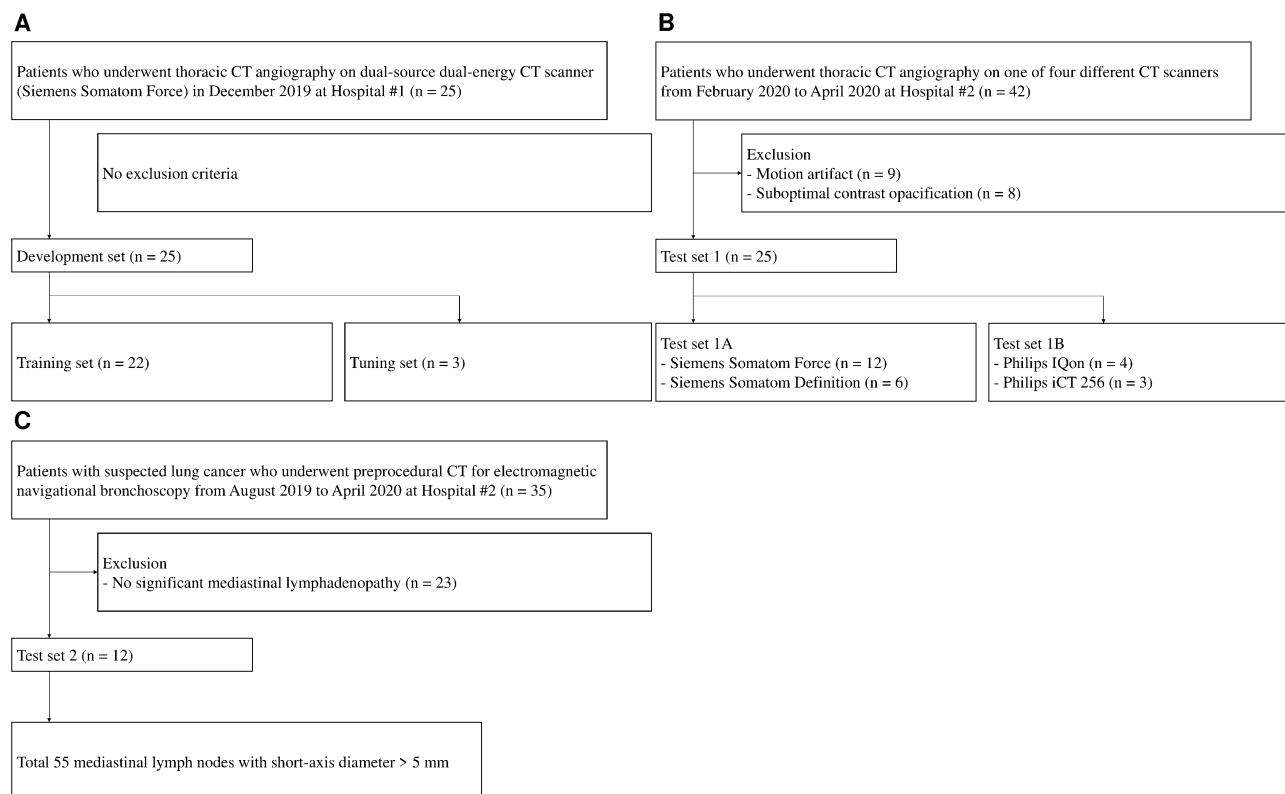 A
Patients who underwent thoracic CT angiography on dual-source dual-energy CT scanner
(Siemens Somatom Force) in December 2019 at Hospital #1 (n = 25)
No exclusion criteria
Development set (n = 25)
Training set (n = 22)
Tuning set (n = 3)
B
Patients who underwent thoracic CT angiography on one of four different CT scanners
from February 2020 to April 2020 at Hospital #2 (n = 42)
Exclusion
- Motion artifact (n = 9)
- Suboptimal contrast opacification (n = 8)
Test set 1 (n = 25)
Test set 1A
- Siemens Somatom Force (n = 12)
- Siemens Somatom Definition (n = 6)
Test set 1B
- Philips IQon (n = 4)
- Philips iCT 256 (n = 3)
C
Patients with suspected lung cancer who underwent preprocedural CT for electromagnetic
navigational bronchoscopy from August 2019 to April 2020 at Hospital #2 (n = 35)
Exclusion
- No significant mediastinal lymphadenopathy (n = 23)
Test set 2 (n = 12)
Total 55 mediastinal lymph nodes with short-axis diameter > 5 mm